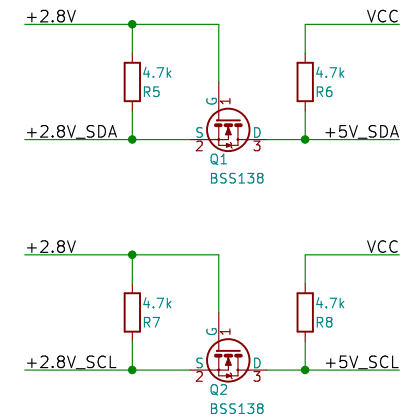 +2.8V VCC
4.7k 4.7k
R5 R6
G 1
+2.8V_SDA S D +5V_SDA
2 3
Q1
BSS138
+2.8V VCC
4.7k 4.7k
R7 R8
G 1
+2.8V_SCL S D +5V_SCL
2 3
Q2
BSS138